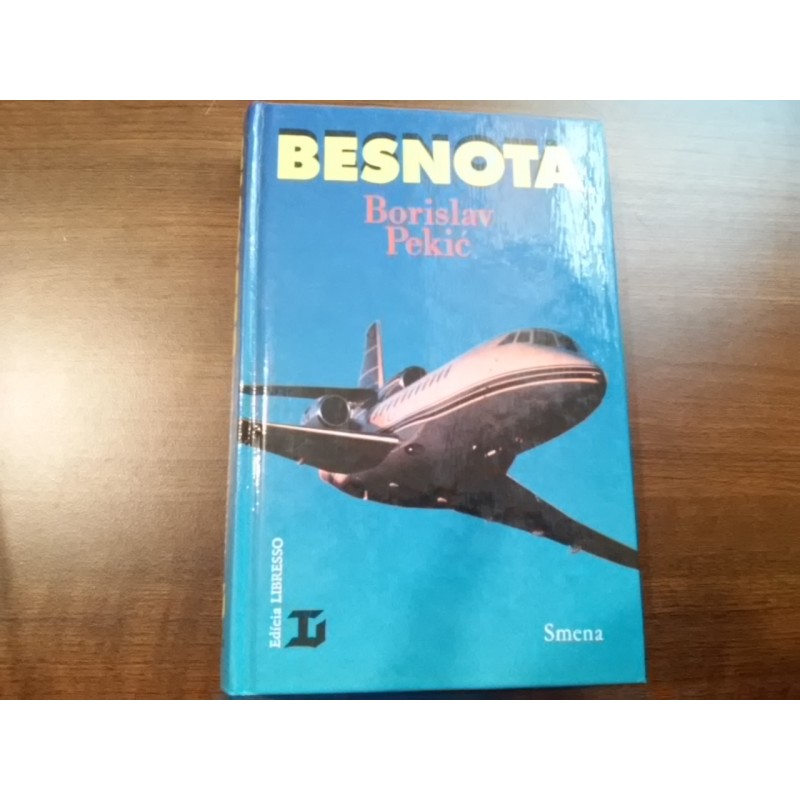 BESNOTA
Borislav
Pekić
Edícia LIBRESSO
Smena